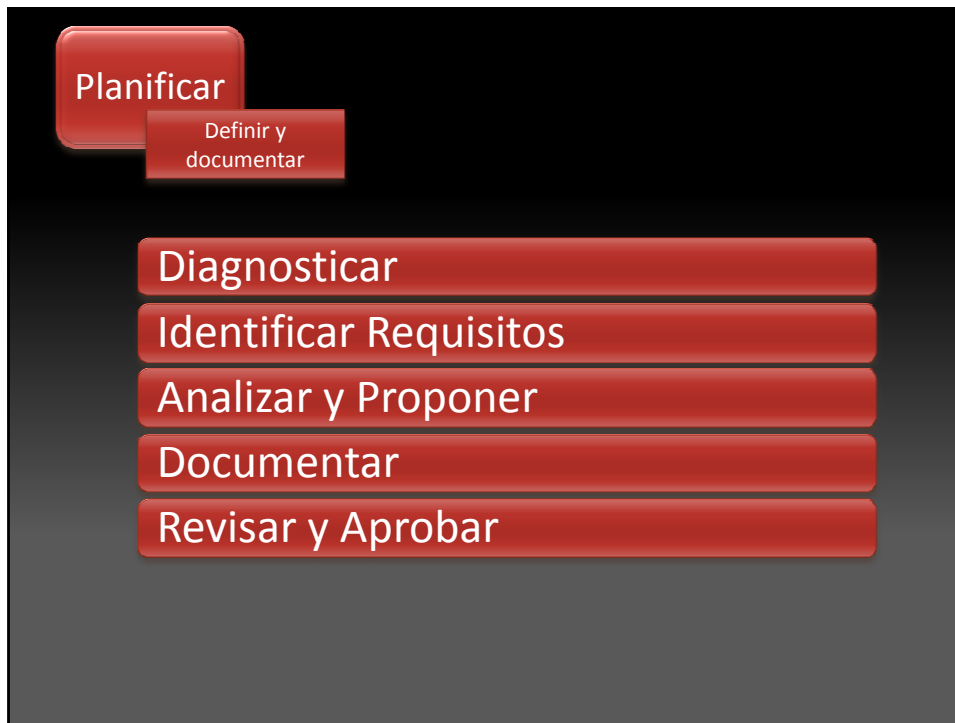 Planificar
Definir y
documentar
Diagnosticar
Identificar Requisitos
Analizar y Proponer
Documentar
Revisar y Aprobar